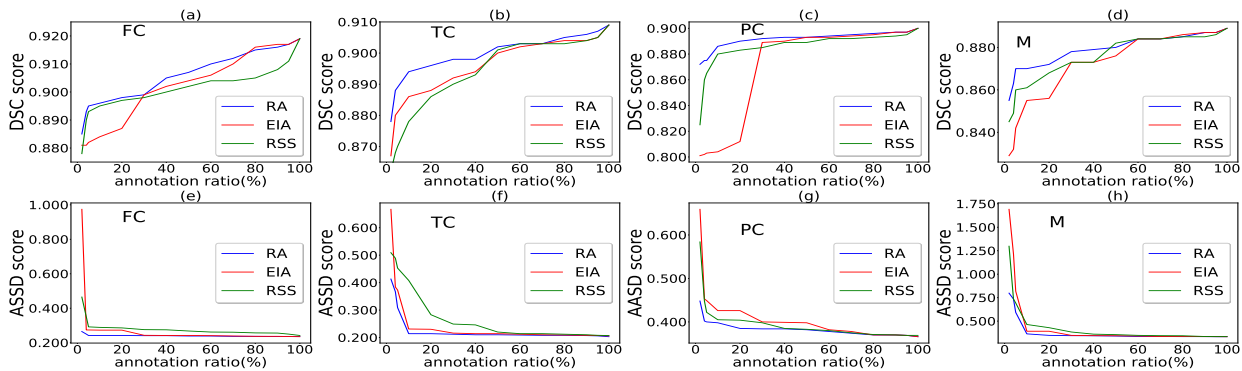 (a)
FC
DSC score
0.920
0.910
0.900
0.890
0.880
RA
EIA
RSS
0 20 40 60 80 100
annotation ratio(%)
(b)
TC
DSC score
0.910
0.900
0.890
0.880
0.870
RA
EIA
RSS
0 20 40 60 80 100
annotation ratio(%)
(c)
PC
DSC score
0.900
0.880
0.860
0.840
0.820
0.800
RA
EIA
RSS
0 20 40 60 80 100
annotation ratio(%)
(d)
M
DSC score
0.880
0.860
0.840
RA
EIA
RSS
0 20 40 60 80 100
annotation ratio(%)
(e)
FC
ASSD score
1.000
0.800
0.600
0.400
0.200
RA
EIA
RSS
0 20 40 60 80 100
annotation ratio(%)
(f)
TC
ASSD score
0.600
0.500
0.400
0.300
0.200
RA
EIA
RSS
0 20 40 60 80 100
annotation ratio(%)
(g)
PC
AASD score
0.600
0.500
0.400
RA
EIA
RSS
0 20 40 60 80 100
annotation ratio(%)
(h)
M
ASSD score
1.750
1.500
1.250
1.000
0.750
0.500
RA
EIA
RSS
0 20 40 60 80 100
annotation ratio(%)